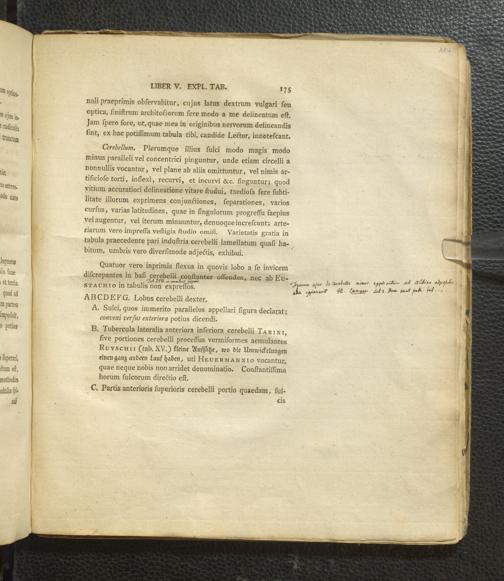 LIBER V. EXPL. TAB. 175
nali praeprimis observabitur, cujus latus dextrum vulgari seu
optica, sinistrum architectorum fere modo a me delineatum est.
Jam spero fore, ut, quae mea in originibus nervorum delineandis
sint, ex hac potissimum tabula tibi, candide Lector, innotescant.
Cerebellum. Plerumque illius sulci modo magis modo
minus paralleli vel concentrici pinguntur, unde etiam circelli a
nonnullis vocantur, vel plane ab aliis omittuntur, vel nimis ar-
tificiose torti, inflexi, recurvi, et incurvi &c. finguntur; quod
vitium accuratiori delineatione vitare studui, taediosa fere subti-
litate illorum exprimens conjunctiones, separationes, varios
cursus, varias latitudines, quae in singulorum progressu saepius
vel augentur, vel iterum minuuntur, denuoque increscunt; arte-
riarum vero impressa vestigia studio omisi. Varietatis gratia in
tabula praecedente pari industria cerebelli lamellatum quasi ha-
bitum, umbris vero diversimode adjectis, exhibui.
Quatuor vero inprimis flexus in quovis lobo a se invicem
discrepantes in basi cerebelli constanter offendes, nec ab EU-
STACHIO in tabulis non expressos.
ABCDEFG. Lobus cerebelli dexter.
A. Sulci, quos immerito parallelos appellari figura declarat;
convexi versus exteriora potius dicendi.
B. Tubercula lateralia anteriora inferiora cerebelli TARINI,
sive portiones cerebelli processus vermiformes aemulantes
RUYSCHII (tab. XV.) kleine Aufsätze, wo die Umwickelungen
einen gang andern Lauf haben, uti HEUERMANNIO vocantur,
quae neque nobis non arridet denominatio. Constantissima
horum sulcorum directio est.
C. Partis anterioris superioris cerebelli portio quaedam, sul-
cis